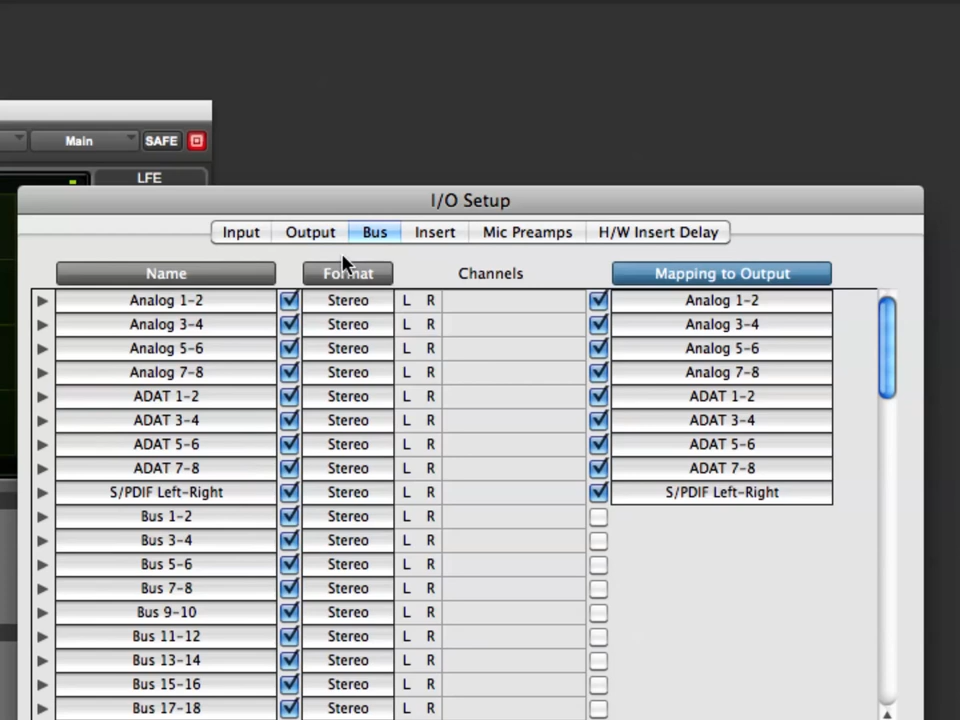 Main SAFE
LFE
I/O Setup
Input Output Bus Insert Mic Preamps H/W Insert Delay
Name Format Channels Mapping to Output
Analog 1-2 Stereo L R Analog 1-2
Analog 3-4 Stereo L R Analog 3-4
Analog 5-6 Stereo L R Analog 5-6
Analog 7-8 Stereo L R Analog 7-8
ADAT 1-2 Stereo L R ADAT 1-2
ADAT 3-4 Stereo L R ADAT 3-4
ADAT 5-6 Stereo L R ADAT 5-6
ADAT 7-8 Stereo L R ADAT 7-8
S/PDIF Left-Right Stereo L R S/PDIF Left-Right
Bus 1-2 Stereo L R
Bus 3-4 Stereo L R
Bus 5-6 Stereo L R
Bus 7-8 Stereo L R
Bus 9-10 Stereo L R
Bus 11-12 Stereo L R
Bus 13-14 Stereo L R
Bus 15-16 Stereo L R
Bus 17-18 Stereo L R